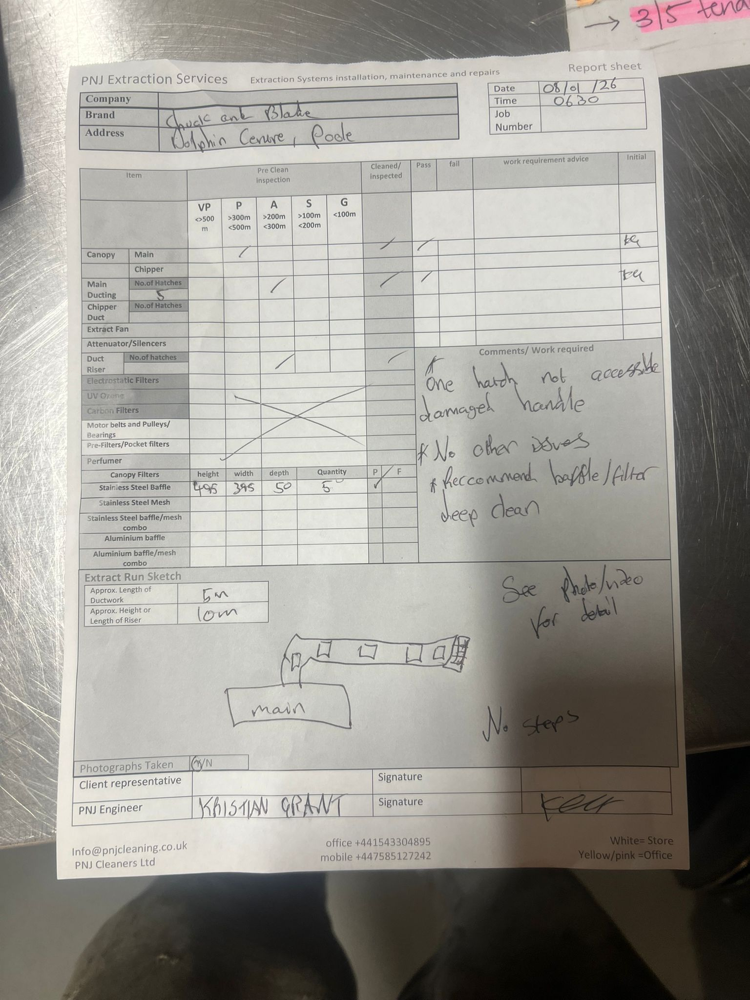 → 3/5 tend
Report sheet
PNJ Extraction Services Extraction Systems installation, maintenance and repairs
Company
Brand Chuck and Blake
Address Dolphin Centre, Poole
Date 08/01/26
Time 0630
Job Number
Item Pre Clean inspection Cleaned/ inspected Pass fail work requirement advice Initial
VP P A S G
<>500 m >300m <500m >200m <300m >100m <200m <100m
Canopy Main / / / KG
Chipper
Main Ducting No.of Hatches 5 / / / KG
Chipper Duct No.of Hatches
Extract Fan
Attenuator/Silencers
Duct Riser No.of hatches / /
Electrostatic Filters
UV Ozone
Carbon Filters
Motor belts and Pulleys/ Bearings
Pre-Filters/Pocket filters
Perfumer
Canopy Filters height width depth Quantity P / F
Stainless Steel Baffle 495 395 50 5 ✓
Stainless Steel Mesh
Stainless Steel baffle/mesh combo
Aluminium baffle
Aluminium baffle/mesh combo
Comments/ Work required
* One hatch not accessible
damaged handle
* No other issues
* Reccommend baffle/filter
deep clean
Extract Run Sketch
Approx. Length of Ductwork 5m
Approx. Height or Length of Riser 10m
See photo/video
for detail
main
No steps
Photographs Taken Y/N
Client representative Signature
PNJ Engineer KRISTIAN GRANT Signature
Info@pnjcleaning.co.uk office +441543304895 White= Store
PNJ Cleaners Ltd mobile +447585127242 Yellow/pink =Office